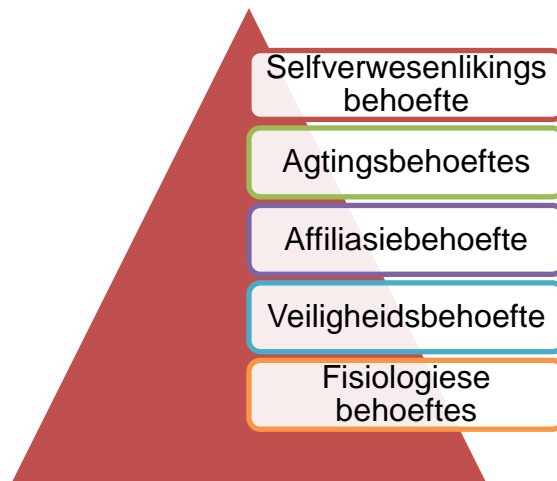 Selfverwesenlikings
behoefte
Agtingsbehoeftes
Affiliasiebehoefte
Veiligheidsbehoefte
Fisiologiese
behoeftes